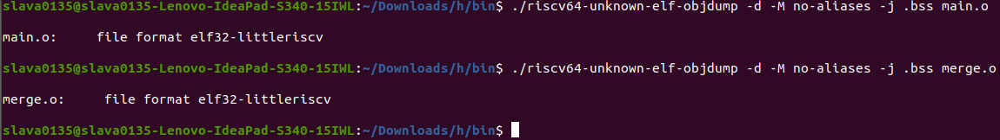 slava0135@slava0135-Lenovo-IdeaPad-S340-15IWL:~/Downloads/h/bin$ ./riscv64-unknown-elf-objdump -d -M no-aliases -j .bss main.o
main.o:     file format elf32-littleriscv
slava0135@slava0135-Lenovo-IdeaPad-S340-15IWL:~/Downloads/h/bin$ ./riscv64-unknown-elf-objdump -d -M no-aliases -j .bss merge.o
merge.o:     file format elf32-littleriscv
slava0135@slava0135-Lenovo-IdeaPad-S340-15IWL:~/Downloads/h/bin$